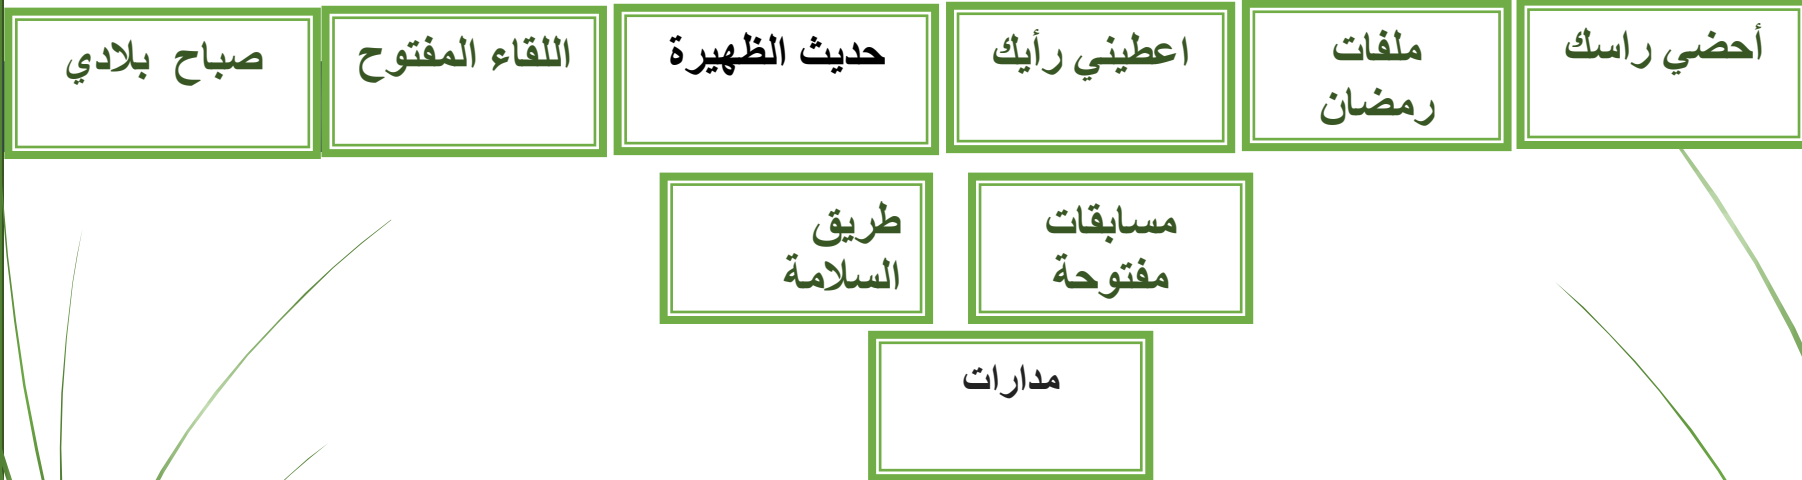 أحضي راسك
ملفات
رمضان
اعطيني رأيك
حديث الظهيرة
اللقاء المفتوح
صباح بلادي
مسابقات
مفتوحة
طريق
السلامة
مدارات